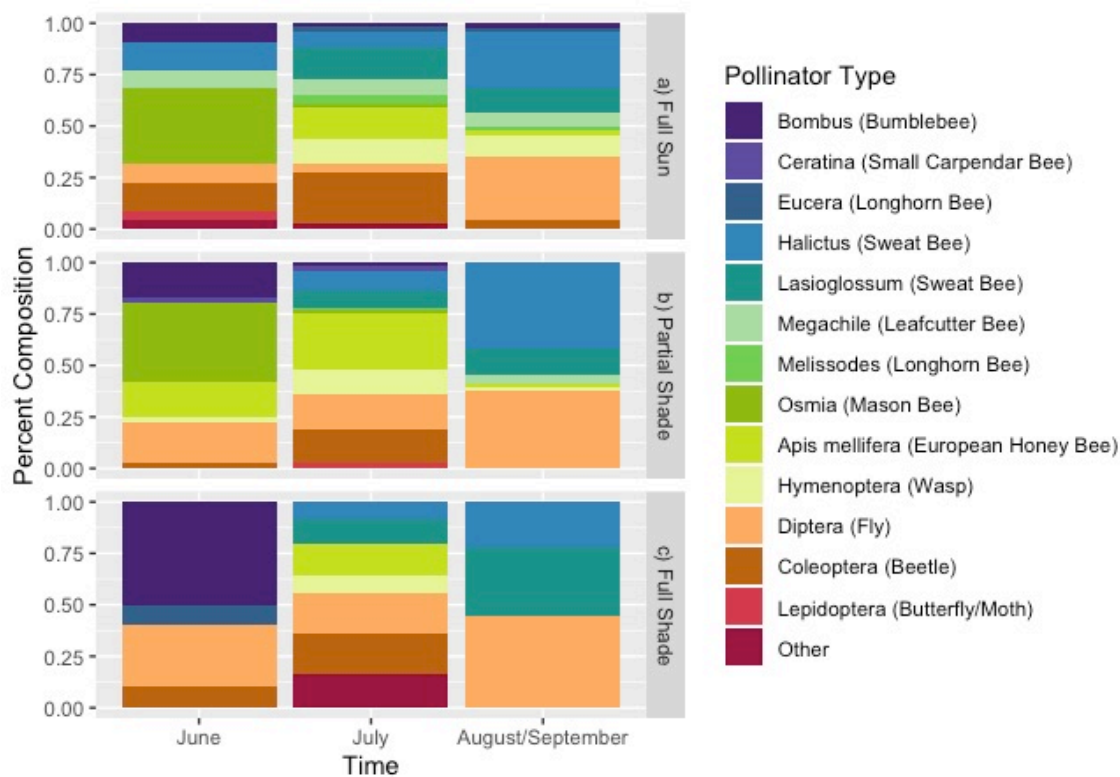 Percent Composition
1.00
0.75
0.50
0.25
0.00
a) Full Sun
1.00
0.75
0.50
0.25
0.00
b) Partial Shade
1.00
0.75
0.50
0.25
0.00
c) Full Shade
June
July
August/September
Time
Pollinator Type
Bombus (Bumblebee)
Ceratina (Small Carpendar Bee)
Eucera (Longhorn Bee)
Halictus (Sweat Bee)
Lasioglossum (Sweat Bee)
Megachile (Leafcutter Bee)
Melissodes (Longhorn Bee)
Osmia (Mason Bee)
Apis mellifera (European Honey Bee)
Hymenoptera (Wasp)
Diptera (Fly)
Coleoptera (Beetle)
Lepidoptera (Butterfly/Moth)
Other